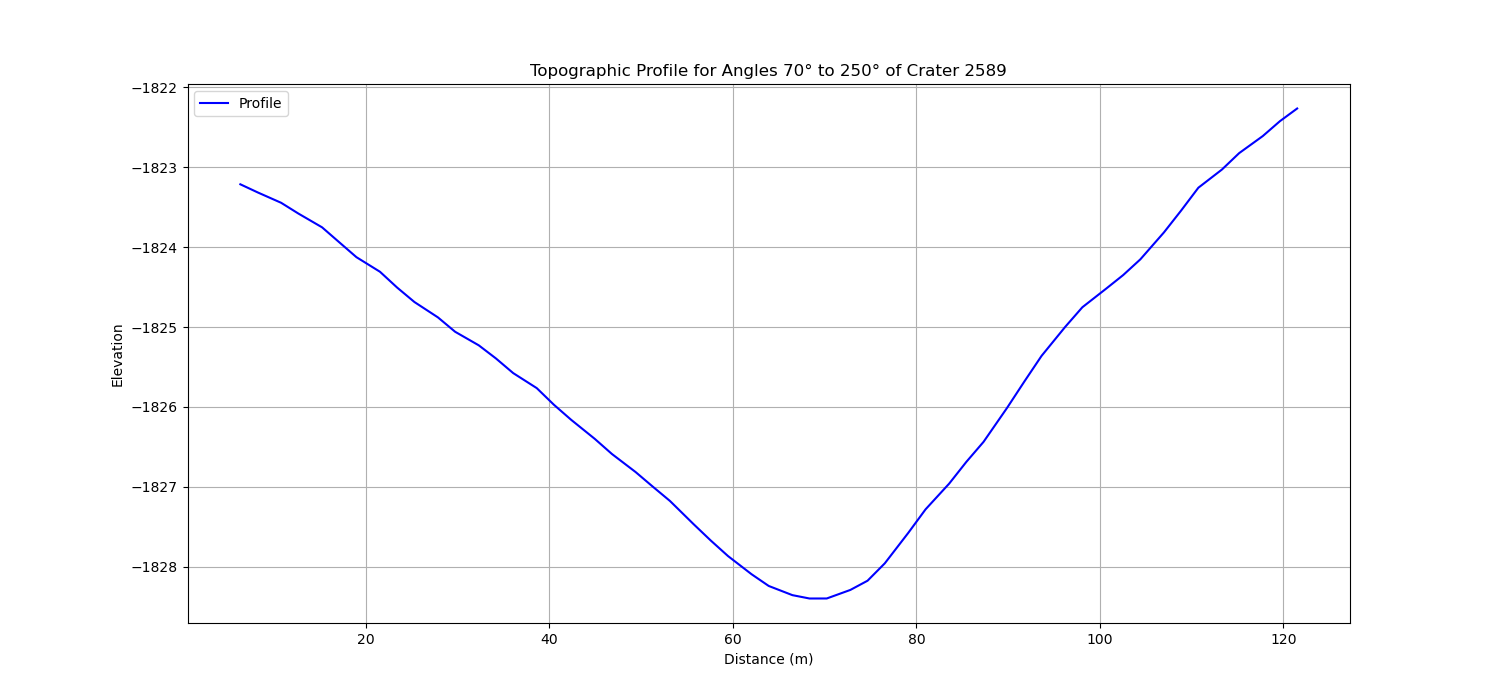 Topographic Profile for Angles 70° to 250° of Crater 2589
Profile
−1822
−1823
−1824
−1825
−1826
−1827
−1828
Elevation
20 40 60 80 100 120
Distance (m)